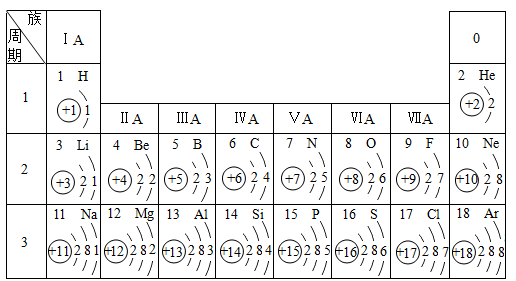 族
周期
ⅠA
0
1
1 H
+1 1
2 He
+2 2
ⅡA ⅢA ⅣA ⅤA ⅥA ⅦA
2
3 Li 4 Be 5 B 6 C 7 N 8 O 9 F 10 Ne
+3 2 1 +4 2 2 +5 2 3 +6 2 4 +7 2 5 +8 2 6 +9 2 7 +10 2 8
3
11 Na 12 Mg 13 Al 14 Si 15 P 16 S 17 Cl 18 Ar
+11 2 8 1 +12 2 8 2 +13 2 8 3 +14 2 8 4 +15 2 8 5 +16 2 8 6 +17 2 8 7 +18 2 8 8